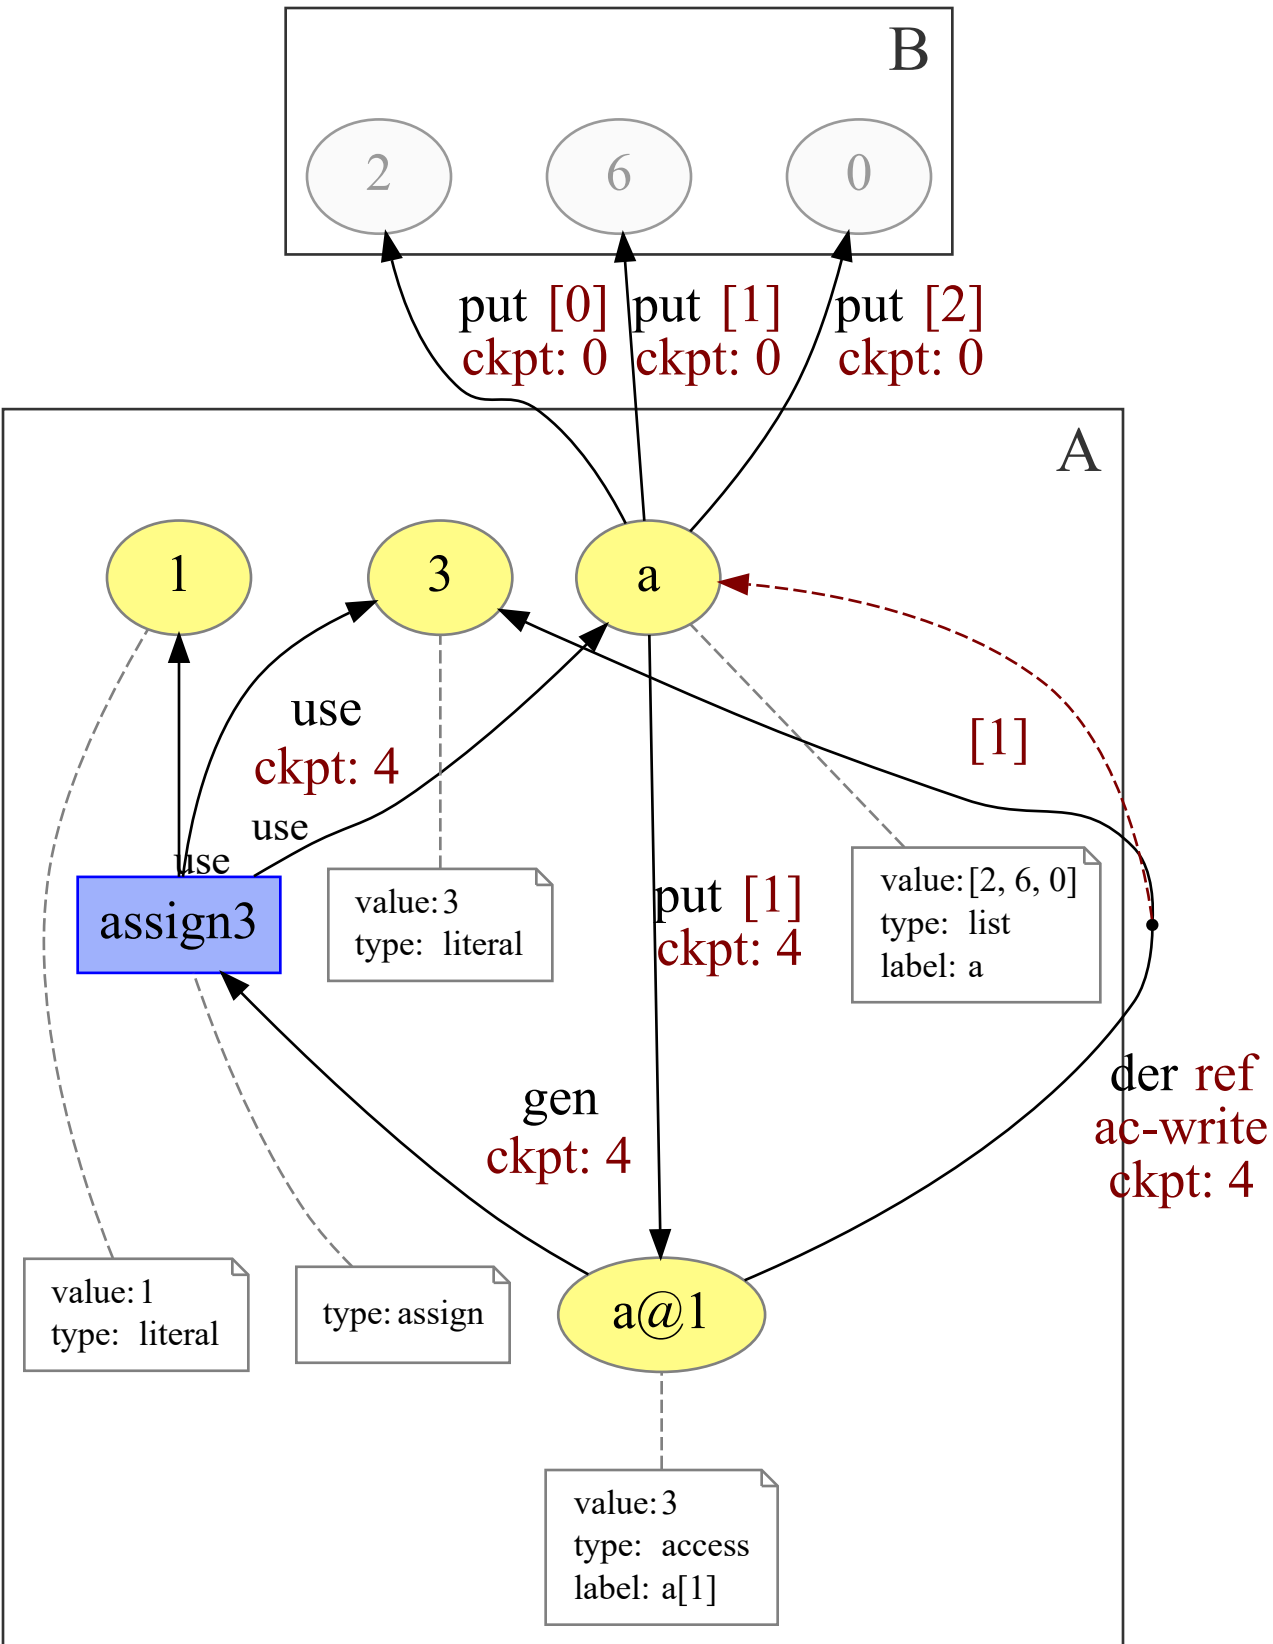 B
2 6 0
put [0] put [1] put [2]
ckpt: 0 ckpt: 0 ckpt: 0
A
1 3 a
use
ckpt: 4
[1]
use
use
assign3
value: 3
type: literal
put [1]
ckpt: 4
value: [2, 6, 0]
type: list
label: a
gen
ckpt: 4
der ref
ac-write
ckpt: 4
value: 1
type: literal
type: assign
a@1
value: 3
type: access
label: a[1]